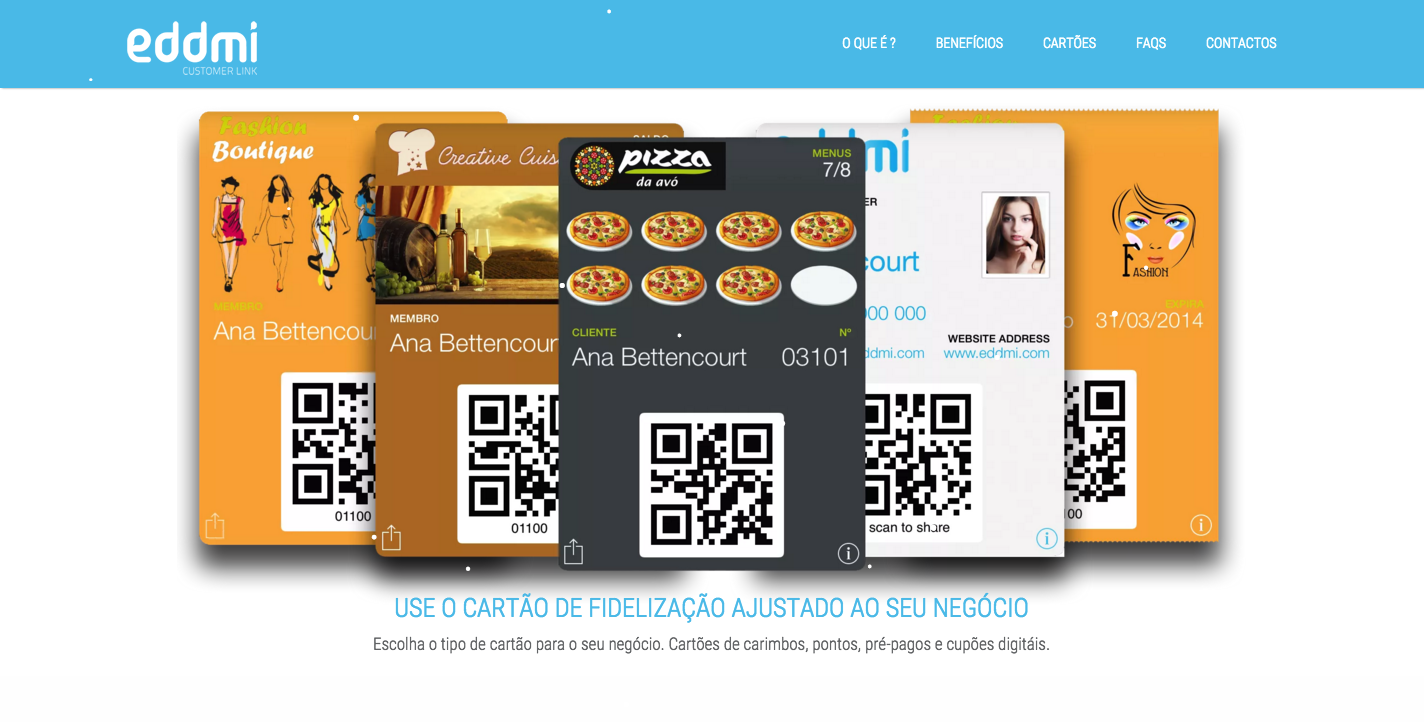 eddmi
CUSTOMER LINK
O QUE É ?
BENEFÍCIOS
CARTÕES
FAQS
CONTACTOS
Fashion
Boutique
MEMBRO
Ana Bettencour
01100
Creative Cuis
MEMBRO
Ana Bettencour
01100
pizza
da avó
MENUS
7/8
CLIENTE
Nº
Ana Bettencourt
03101
eddmi
ER
court
000 000
WEBSITE ADDRESS
ddmi.com
www.eddmi.com
scan to share
Fashion
FASHION
EXPIRA
o
31/03/2014
00
USE O CARTÃO DE FIDELIZAÇÃO AJUSTADO AO SEU NEGÓCIO
Escolha o tipo de cartão para o seu negócio. Cartões de carimbos, pontos, pré-pagos e cupões digitáis.